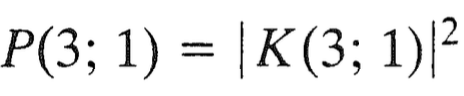 P(3; 1) = |K(3; 1)|²